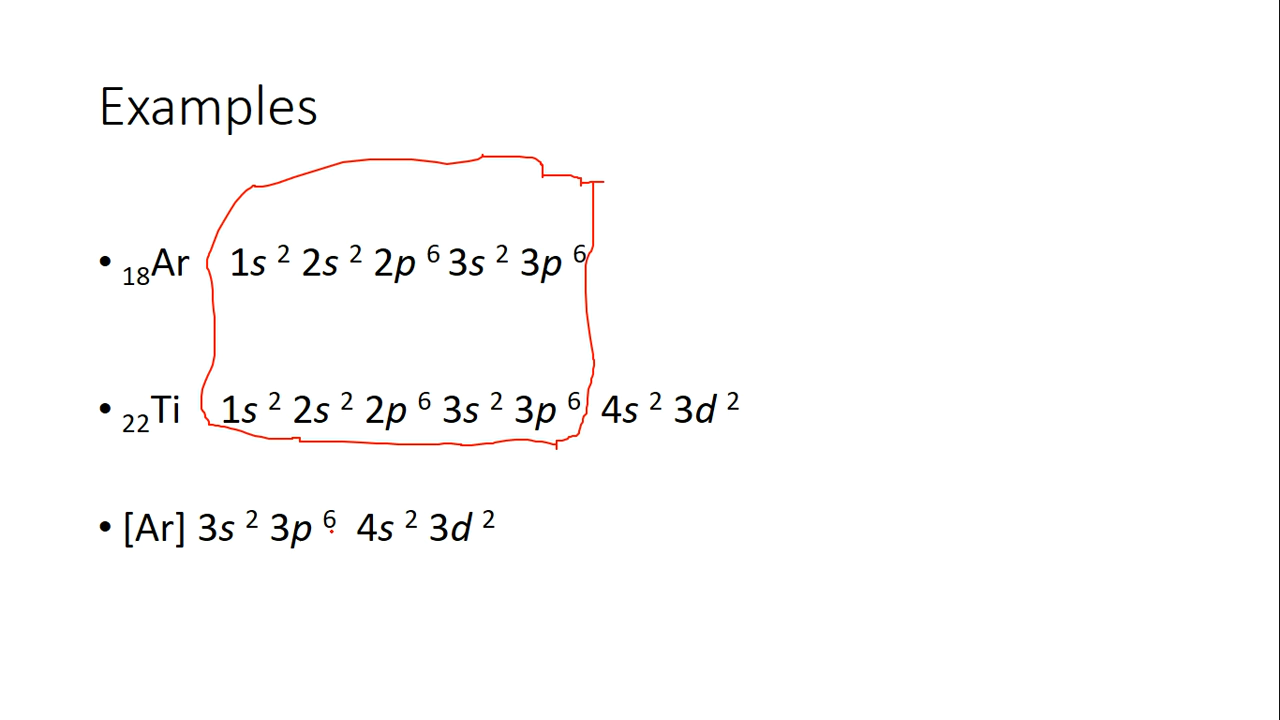 Examples
• ₁₈Ar 1s ² 2s ² 2p ⁶ 3s ² 3p ⁶
• ₂₂Ti 1s ² 2s ² 2p ⁶ 3s ² 3p ⁶ 4s ² 3d ²
• [Ar] 3s ² 3p ⁶ 4s ² 3d ²